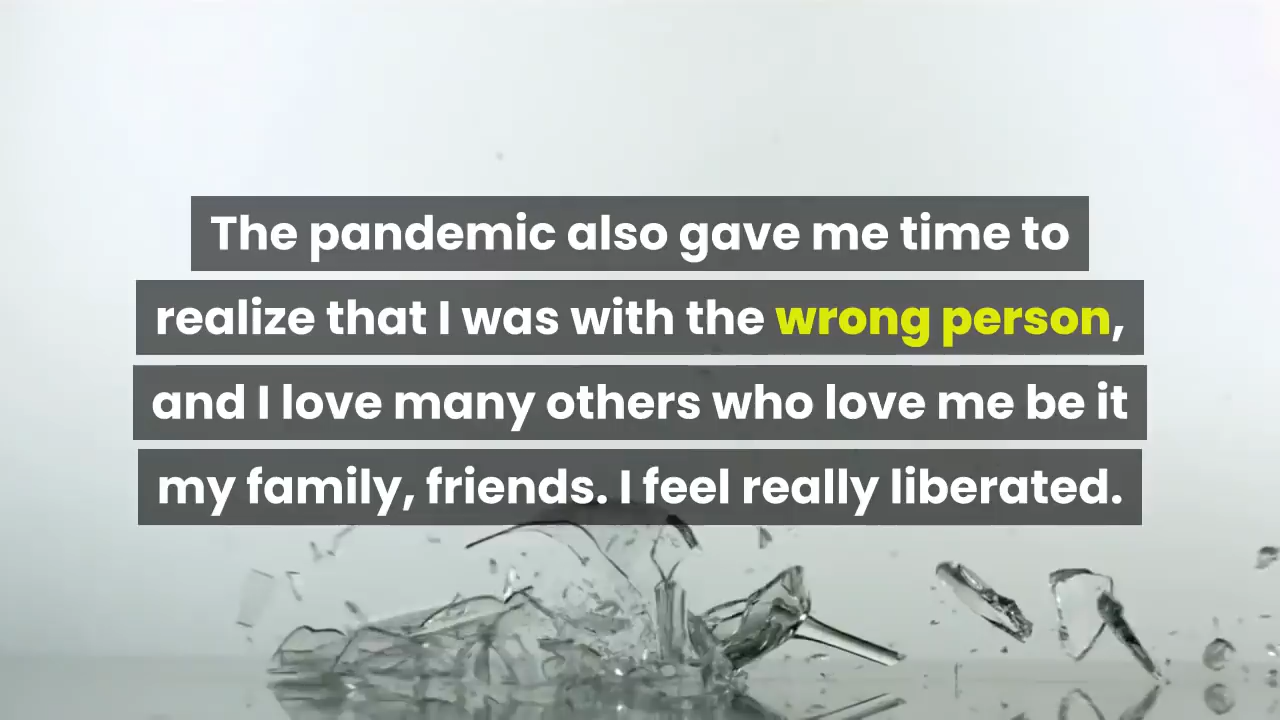 The pandemic also gave me time to
realize that I was with the wrong person,
and I love many others who love me be it
my family, friends. I feel really liberated.